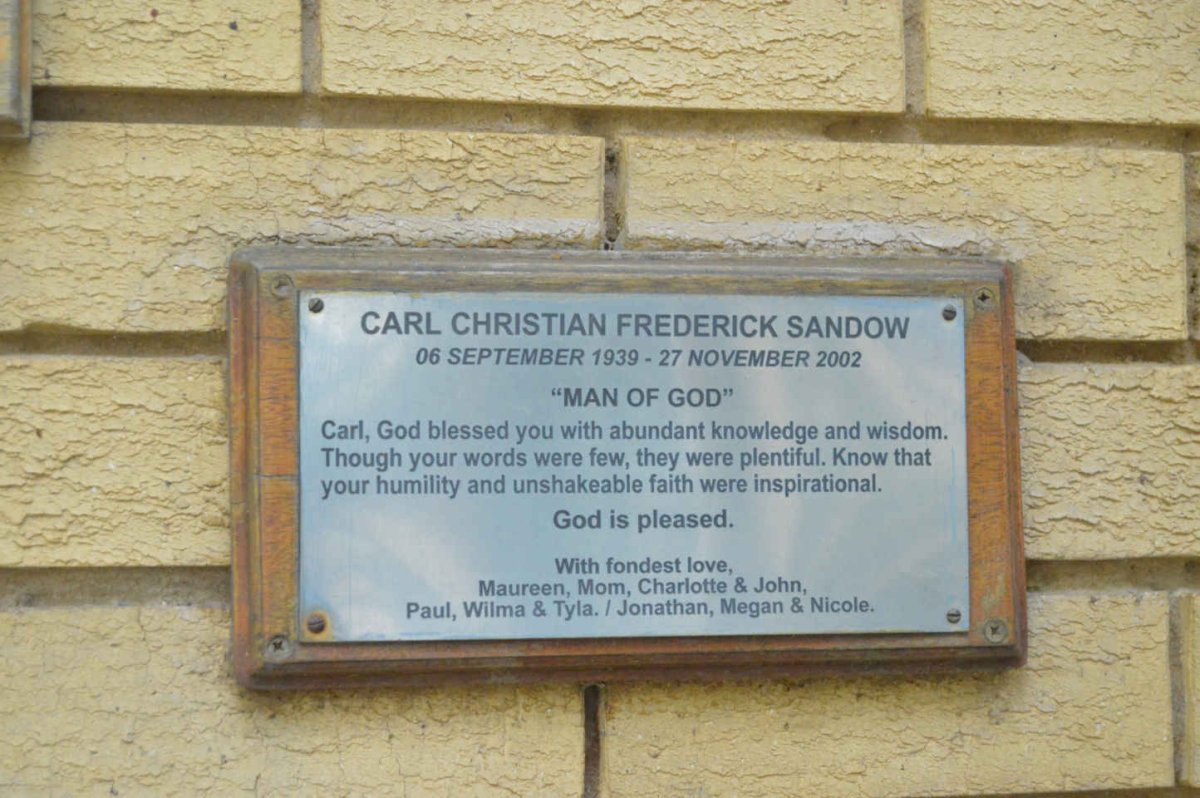 CARL CHRISTIAN FREDERICK SANDOW
06 SEPTEMBER 1939 - 27 NOVEMBER 2002
“MAN OF GOD”
Carl, God blessed you with abundant knowledge and wisdom.
Though your words were few, they were plentiful. Know that
your humility and unshakeable faith were inspirational.
God is pleased.
With fondest love,
Maureen, Mom, Charlotte & John,
Paul, Wilma & Tyla. / Jonathan, Megan & Nicole.